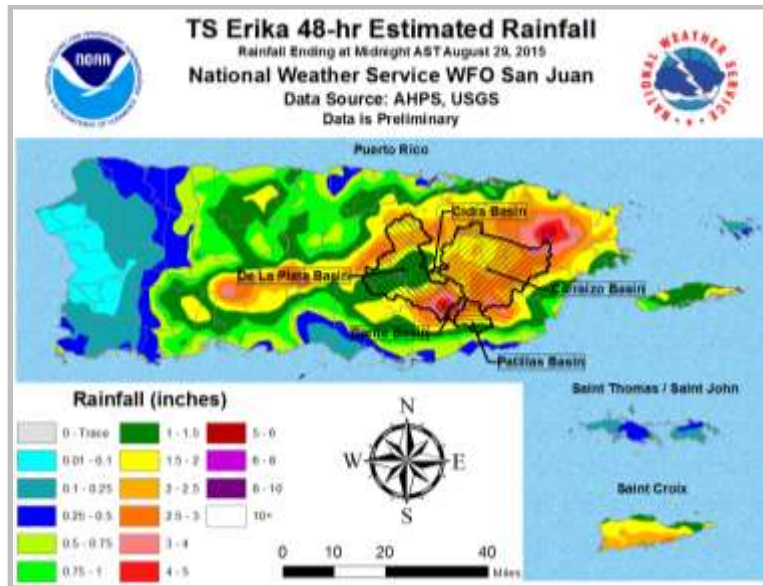 TS Erika 48-hr Estimated Rainfall
Rainfall Ending at Midnight AST August 29, 2015
National Weather Service WFO San Juan
Data Source: AHPS, USGS
Data is Preliminary
NOAA
NATIONAL WEATHER SERVICE
Puerto Rico
Cidra Basin
De La Plata Basin
Carraizo Basin
Basin
Patillas Basin
Rainfall (inches)
0 - Trace
0.01 - 0.1
0.1 - 0.25
0.25 - 0.5
0.5 - 0.75
0.75 - 1
1 - 1.5
1.5 - 2
2 - 2.5
2.5 - 3
3 - 4
4 - 5
5 - 6
6 - 8
8 - 10
10+
N
W
E
S
0
10
20
40
Miles
Saint Thomas / Saint John
Saint Croix